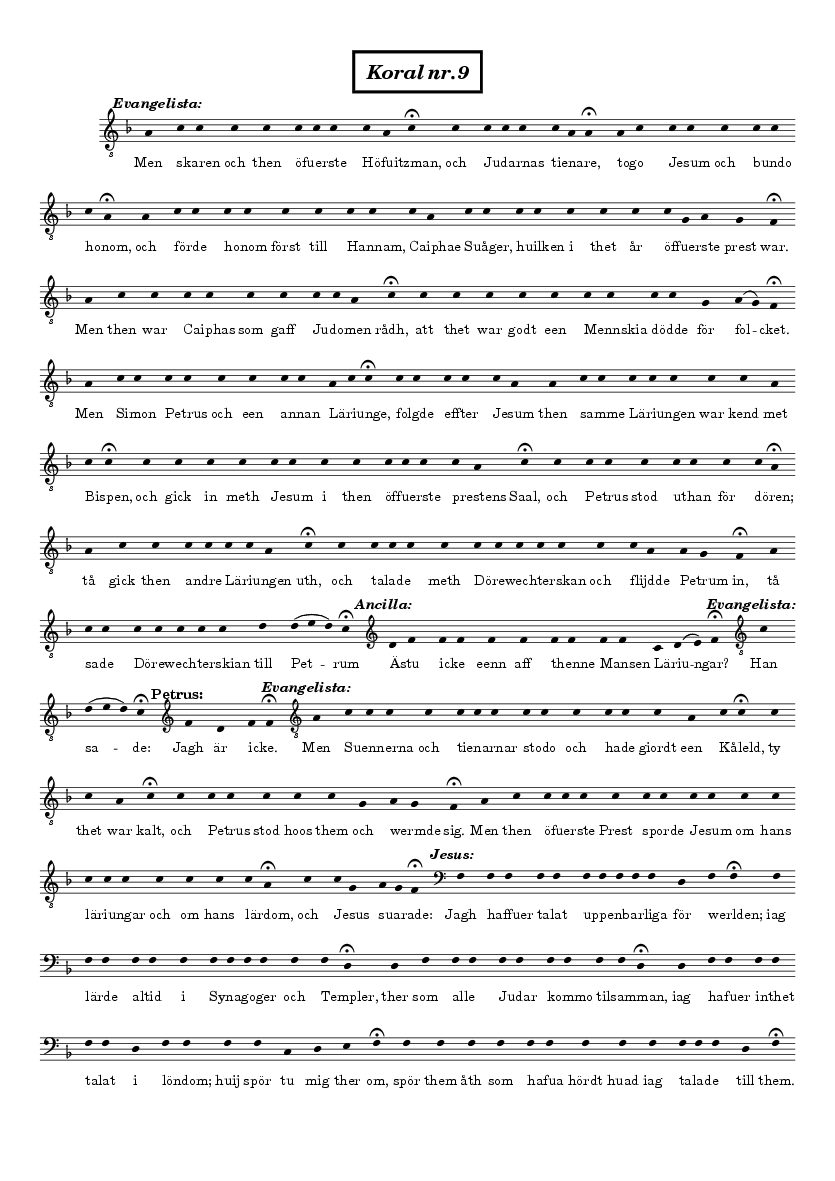 Koral nr.9
Evangelista:
Men skaren och then öfuerste Höfuitzman, och Judarnas tienare, togo Jesum och bundo
honom, och förde honom först till Hannam, Caiphae Suåger, huilken i thet år öffuerste prest war.
Men then war Caiphas som gaff Judomen rådh, att thet war godt een Mennskia dödde för fol-cket.
Men Simon Petrus och een annan Läriunge, folgde effter Jesum then samme Läriungen war kend met
Bispen, och gick in meth Jesum i then öffuerste prestens Saal, och Petrus stod uthan för dören;
tå gick then andre Läriungen uth, och talade meth Dörewechterskan och flijdde Petrum in, tå
Ancilla: Evangelista:
sade Dörewechterskian till Pet - rum Ästu icke eenn aff thenne Mansen Läriu-ngar? Han
Petrus: Evangelista:
sa - de: Jagh är icke. Men Suennerna och tienarnar stodo och hade giordt een Kåleld, ty
thet war kalt, och Petrus stod hoos them och wermde sig. Men then öfuerste Prest sporde Jesum om hans
Jesus:
läriungar och om hans lärdom, och Jesus suarade: Jagh haffuer talat uppenbarliga för werlden; iag
lärde altid i Synagoger och Templer, ther som alle Judar kommo tilsamman, iag hafuer inthet
talat i löndom; huij spör tu mig ther om, spör them åth som hafua hördt huad iag talade till them.